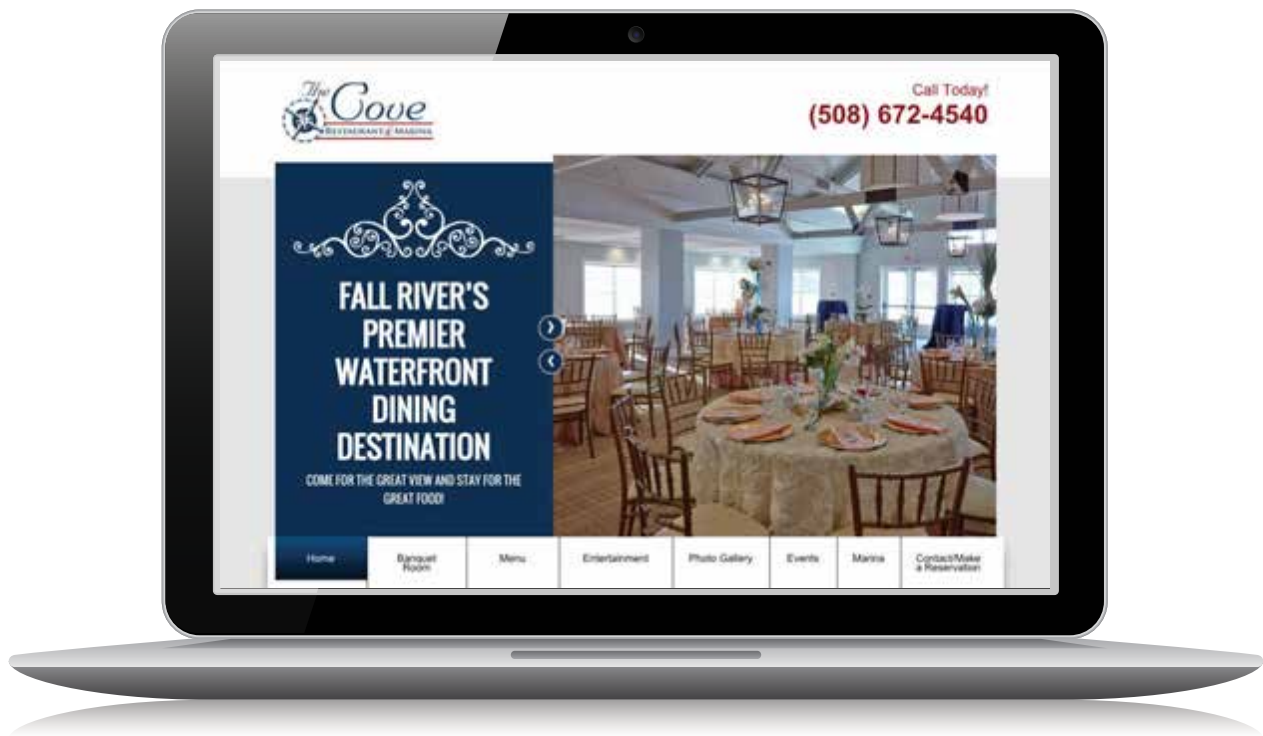 The Cove
RESTAURANT & MARINA
Call Today!
(508) 672-4540
FALL RIVER'S
PREMIER
WATERFRONT
DINING
DESTINATION
COME FOR THE GREAT VIEW AND STAY FOR THE
GREAT FOOD!
Home
Banquet
Room
Menu
Entertainment
Photo Gallery
Events
Marina
Contact/Make
a Reservation